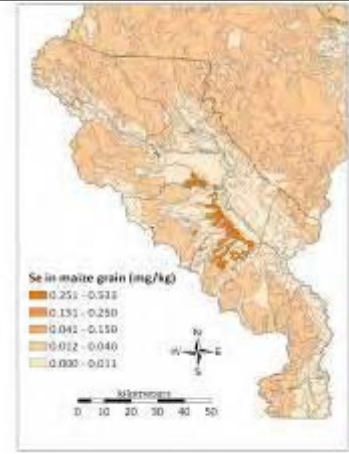 Se in maize grain (mg/kg)
0.251 - 0.533
0.151 - 0.250
0.041 - 0.150
0.012 - 0.040
0.000 - 0.011
N
W E
S
kilometers
0 10 20 30 40 50